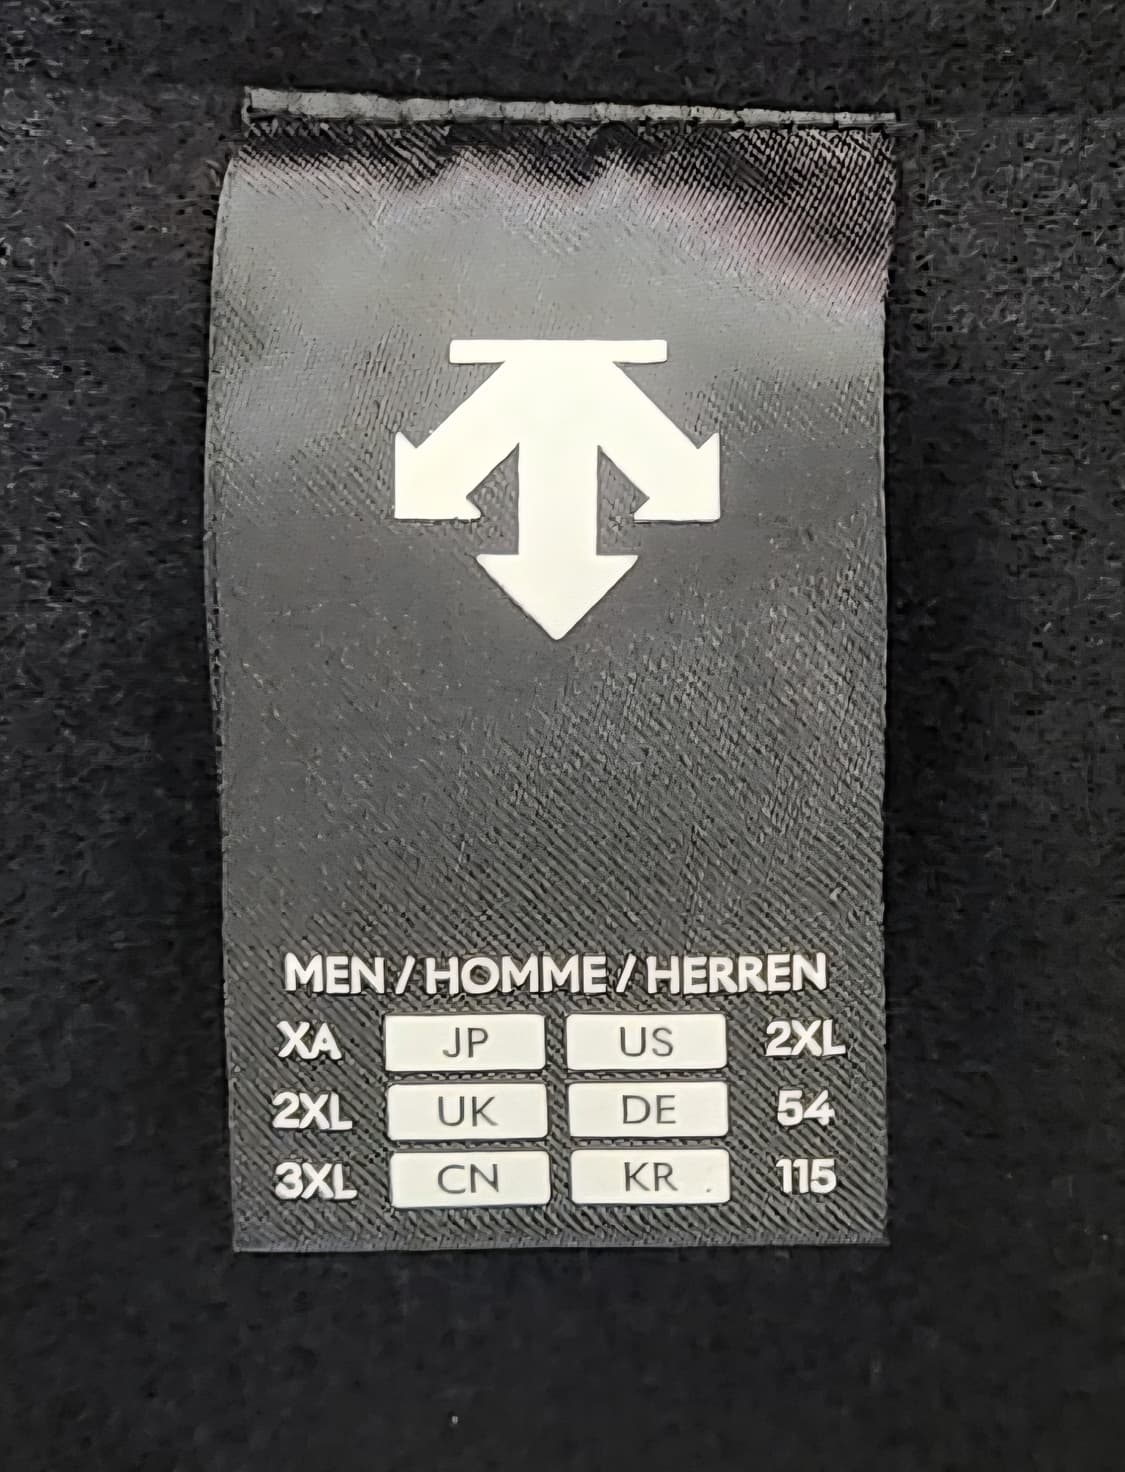 MEN / HOMME / HERREN
XA JP US 2XL
2XL UK DE 54
3XL CN KR 115